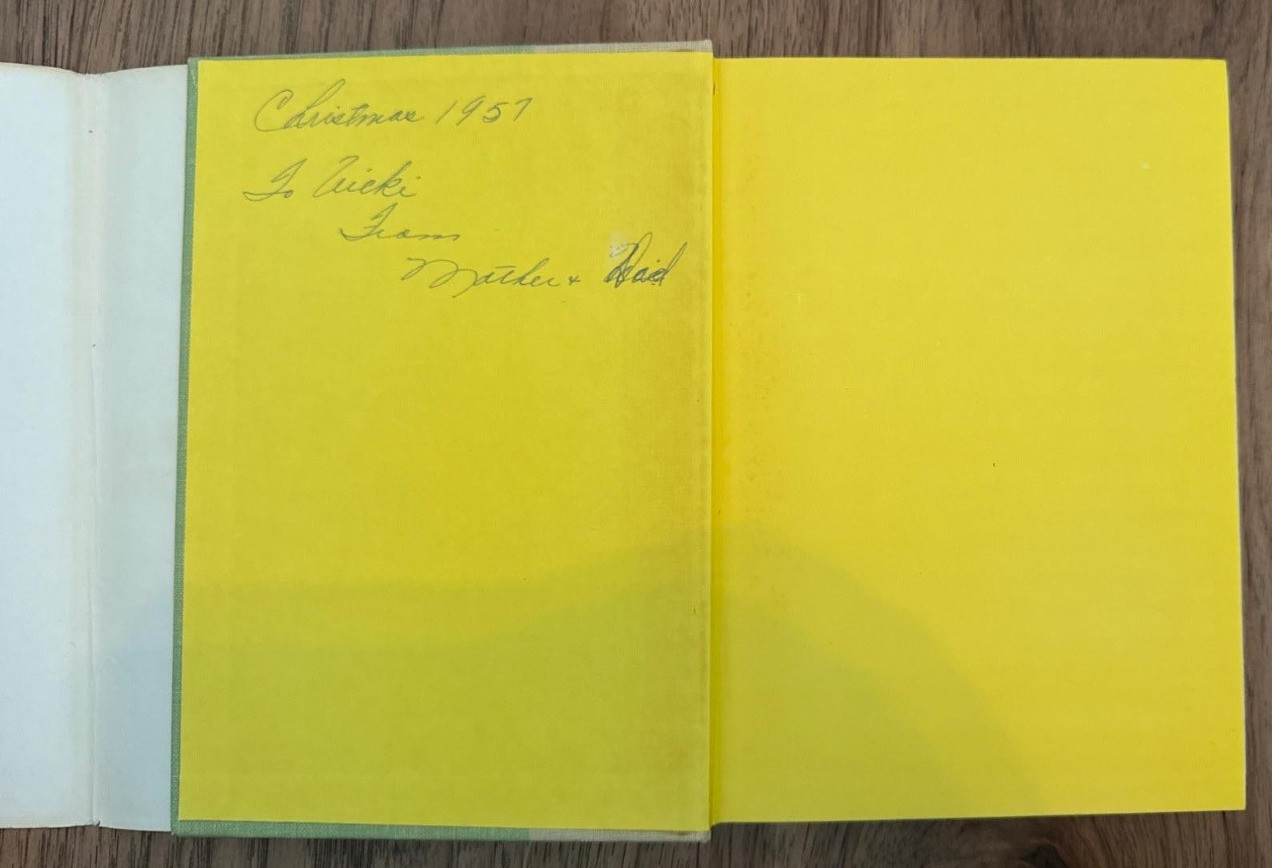 Christmas 1957
To Vicki
From
Mother + Dad